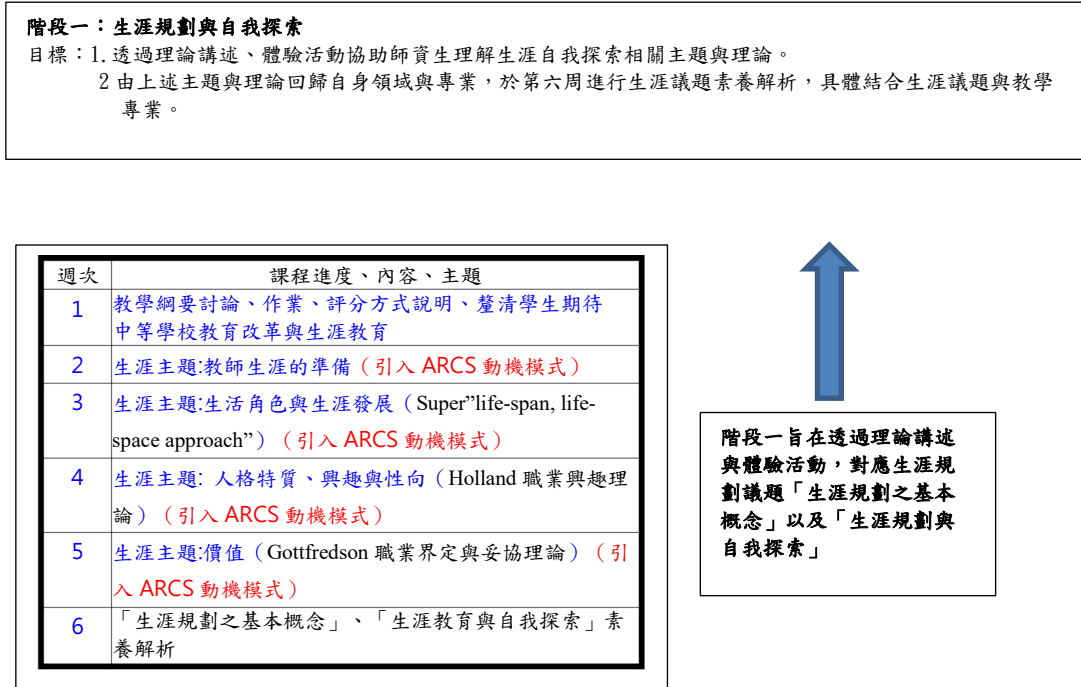 階段一：生涯規劃與自我探索
目標：1.透過理論講述、體驗活動協助師資生理解生涯自我探索相關主題與理論。
2 由上述主題與理論回歸自身領域與專業，於第六周進行生涯議題素養解析，具體結合生涯議題與教學
專業。
週次 課程進度、內容、主題
1 教學綱要討論、作業、評分方式說明、釐清學生期待
中等學校教育改革與生涯教育
2 生涯主題:教師生涯的準備（引入 ARCS 動機模式）
3 生涯主題:生活角色與生涯發展（Super”life-span, life-
space approach”）（引入 ARCS 動機模式）
4 生涯主題: 人格特質、興趣與性向（Holland 職業興趣理
論）（引入 ARCS 動機模式）
5 生涯主題:價值（Gottfredson 職業界定與妥協理論）（引
入 ARCS 動機模式）
6 「生涯規劃之基本概念」、「生涯教育與自我探索」素
養解析
階段一旨在透過理論講述
與體驗活動，對應生涯規
劃議題「生涯規劃之基本
概念」以及「生涯規劃與
自我探索」